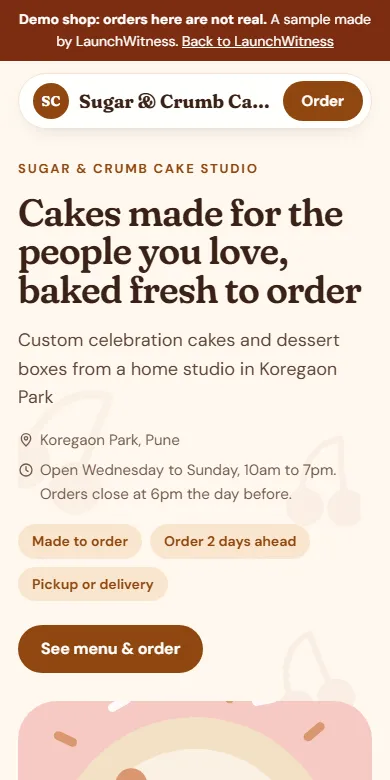 Demo shop: orders here are not real. A sample made
by LaunchWitness. Back to LaunchWitness
SC
Sugar & Crumb Ca...
Order
SUGAR & CRUMB CAKE STUDIO
Cakes made for the
people you love,
baked fresh to order
Custom celebration cakes and dessert
boxes from a home studio in Koregaon
Park
Koregaon Park, Pune
Open Wednesday to Sunday, 10am to 7pm.
Orders close at 6pm the day before.
Made to order
Order 2 days ahead
Pickup or delivery
See menu & order